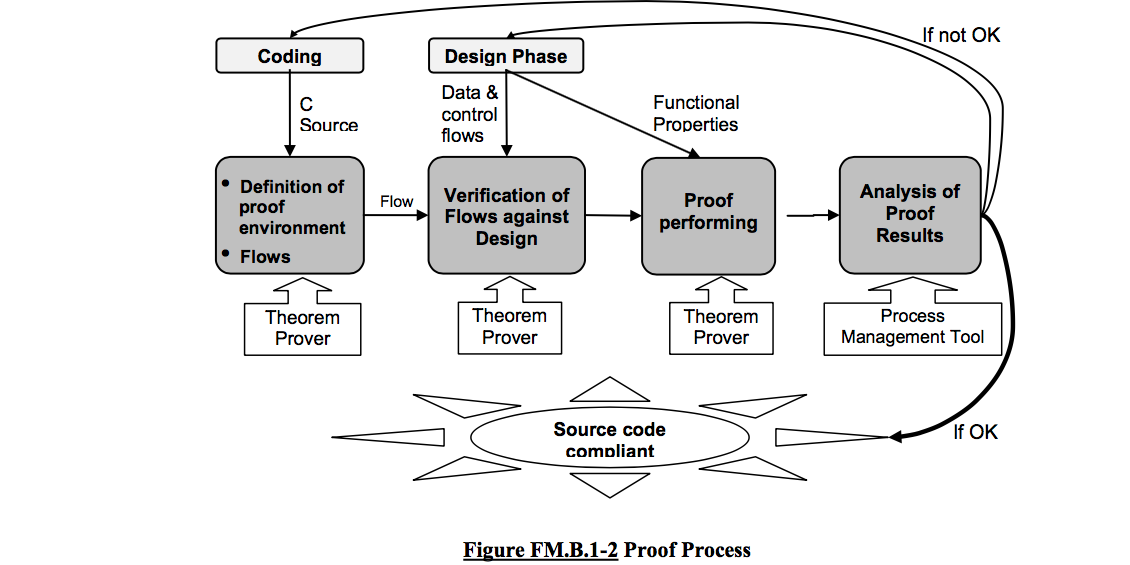 If not OK
Coding
Design Phase
C
Source
Data &
control
flows
Functional
Properties
• Definition of
proof
environment
• Flows
Flow
Verification of
Flows against
Design
Proof
performing
Analysis of
Proof
Results
Theorem
Prover
Theorem
Prover
Theorem
Prover
Process
Management Tool
Source code
compliant
If OK
Figure FM.B.1-2 Proof Process